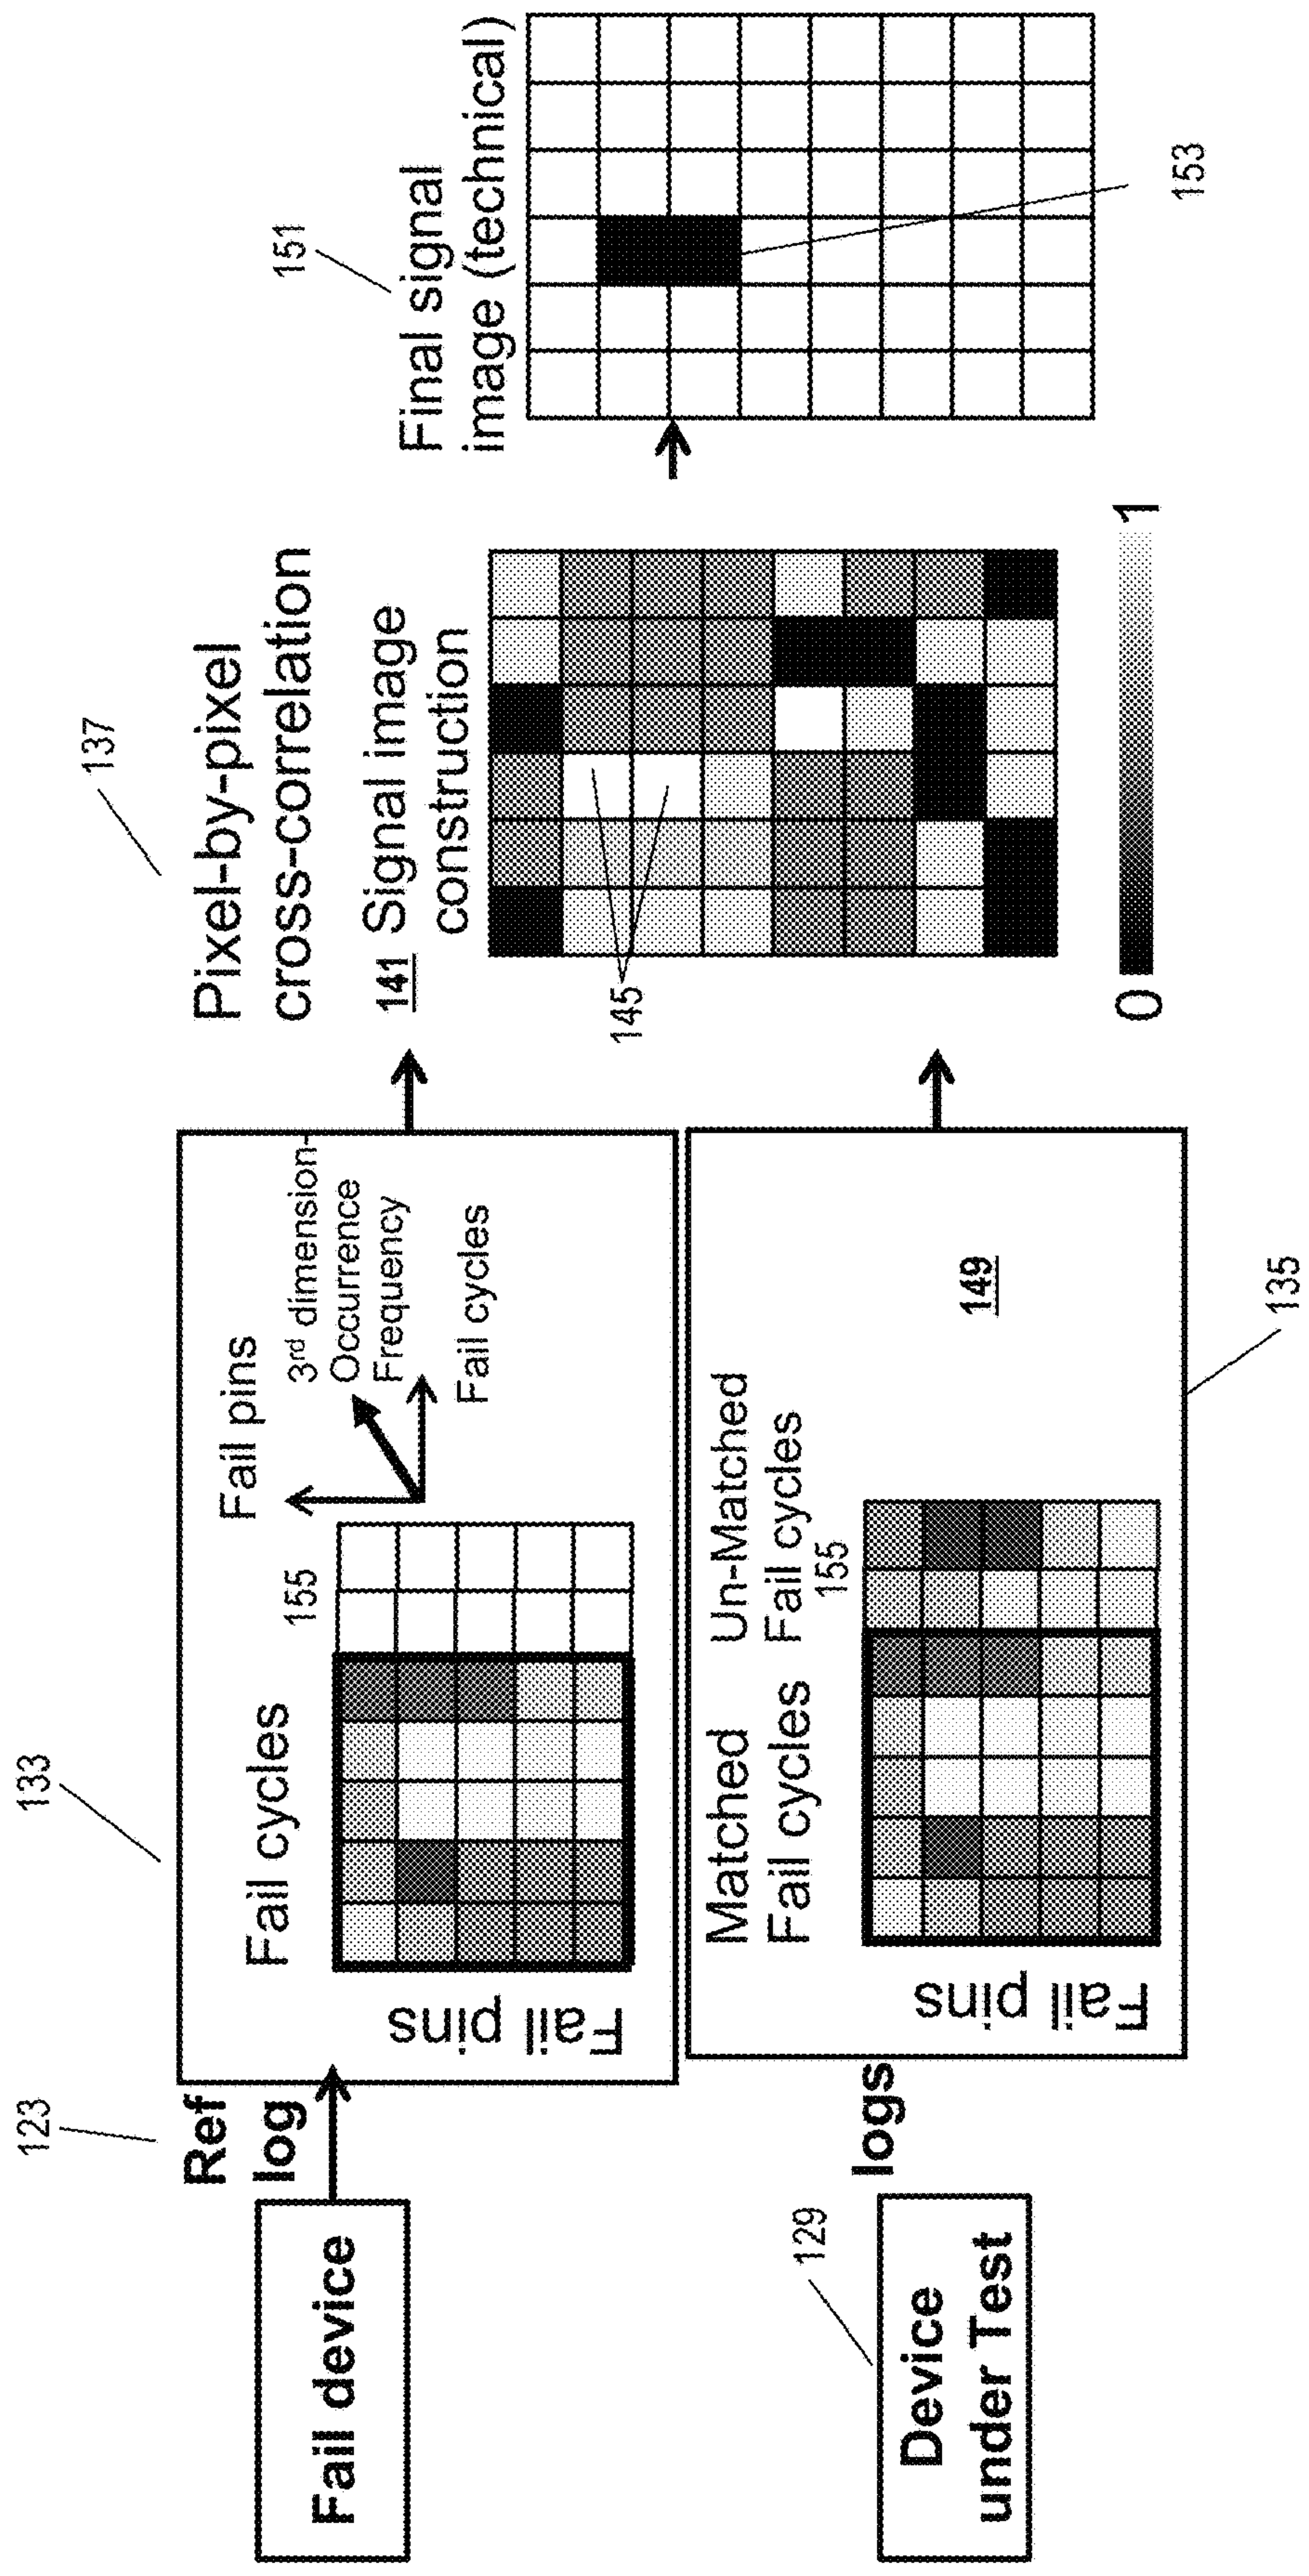 123
133
137
151
Fail device
Ref
log
Fail pins
Fail cycles
155
Fail pins
3rd dimension-
Occurrence
Frequency
Fail cycles
129
Device
under Test
logs
Fail pins
Matched
Fail cycles
Un-Matched
Fail cycles
155
149
135
Pixel-by-pixel
cross-correlation
141 Signal image
construction
145
0
1
Final signal
image (technical)
153